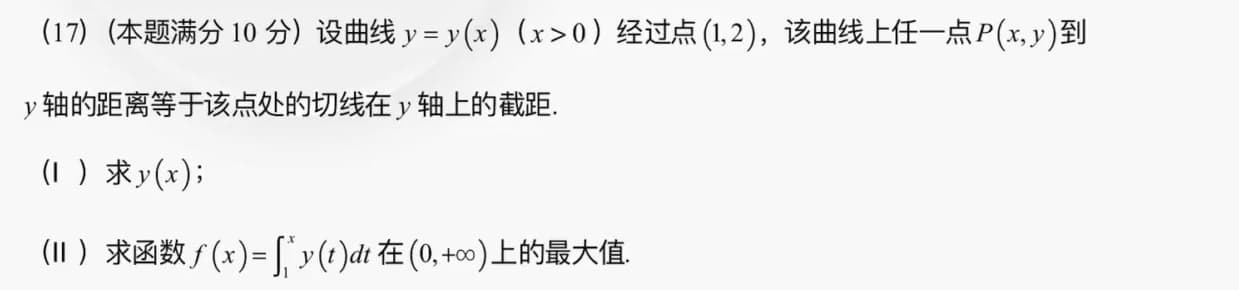 (17)(本题满分 10 分)设曲线 y = y(x)(x > 0)经过点 (1,2),该曲线上任一点 P(x, y) 到
y 轴的距离等于该点处的切线在 y 轴上的截距.
(I )求 y(x);
(II )求函数 f(x) = ∫₁ˣ y(t)dt 在 (0,+∞) 上的最大值.